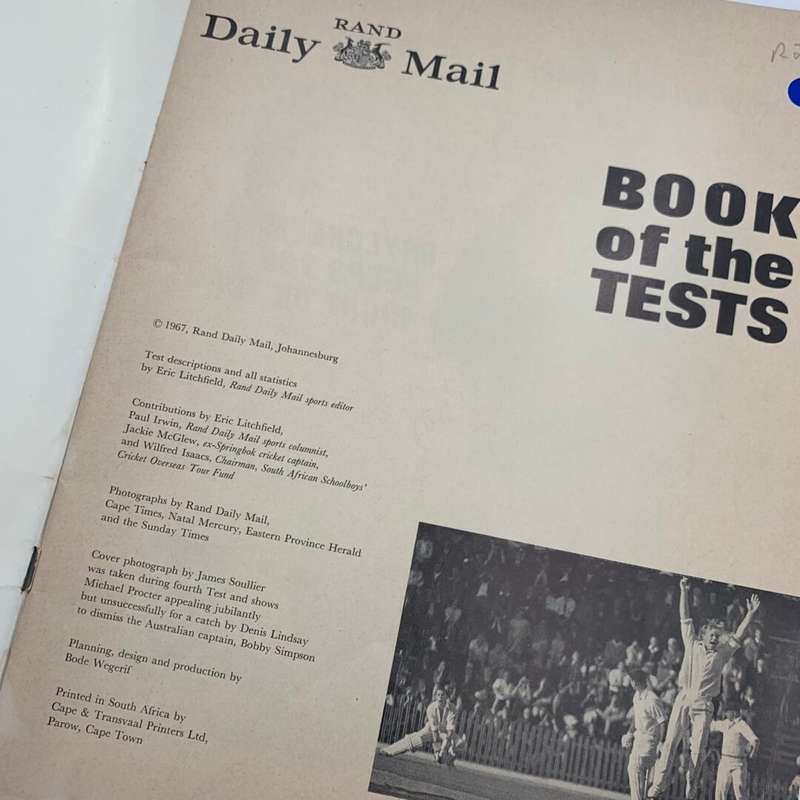 RAND
Daily Mail
BOOK
of the
TESTS
© 1967, Rand Daily Mail, Johannesburg
Test descriptions and all statistics
by Eric Litchfield, Rand Daily Mail sports editor
Contributions by Eric Litchfield,
Paul Irwin, Rand Daily Mail sports columnist,
Jackie McGlew, ex-Springbok cricket captain,
and Wilfred Isaacs, Chairman, South African Schoolboys'
Cricket Overseas Tour Fund
Photographs by Rand Daily Mail,
Cape Times, Natal Mercury, Eastern Province Herald
and the Sunday Times
Cover photograph by James Soullier
was taken during fourth Test and shows
Michael Procter appealing jubilantly
but unsuccessfully for a catch by Denis Lindsay
to dismiss the Australian captain, Bobby Simpson
Planning, design and production by
Bode Wegerif
Printed in South Africa by
Cape & Transvaal Printers Ltd,
Parow, Cape Town